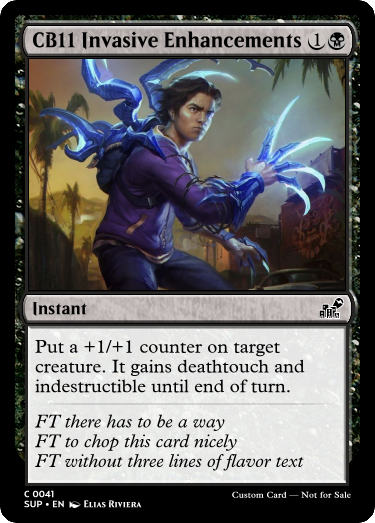 CB11 Invasive Enhancements 1
Instant
Put a +1/+1 counter on target
creature. It gains deathtouch and
indestructible until end of turn.
FT there has to be a way
FT to chop this card nicely
FT without three lines of flavor text
C 0041
SUP • EN Elias Riviera
Custom Card — Not for Sale